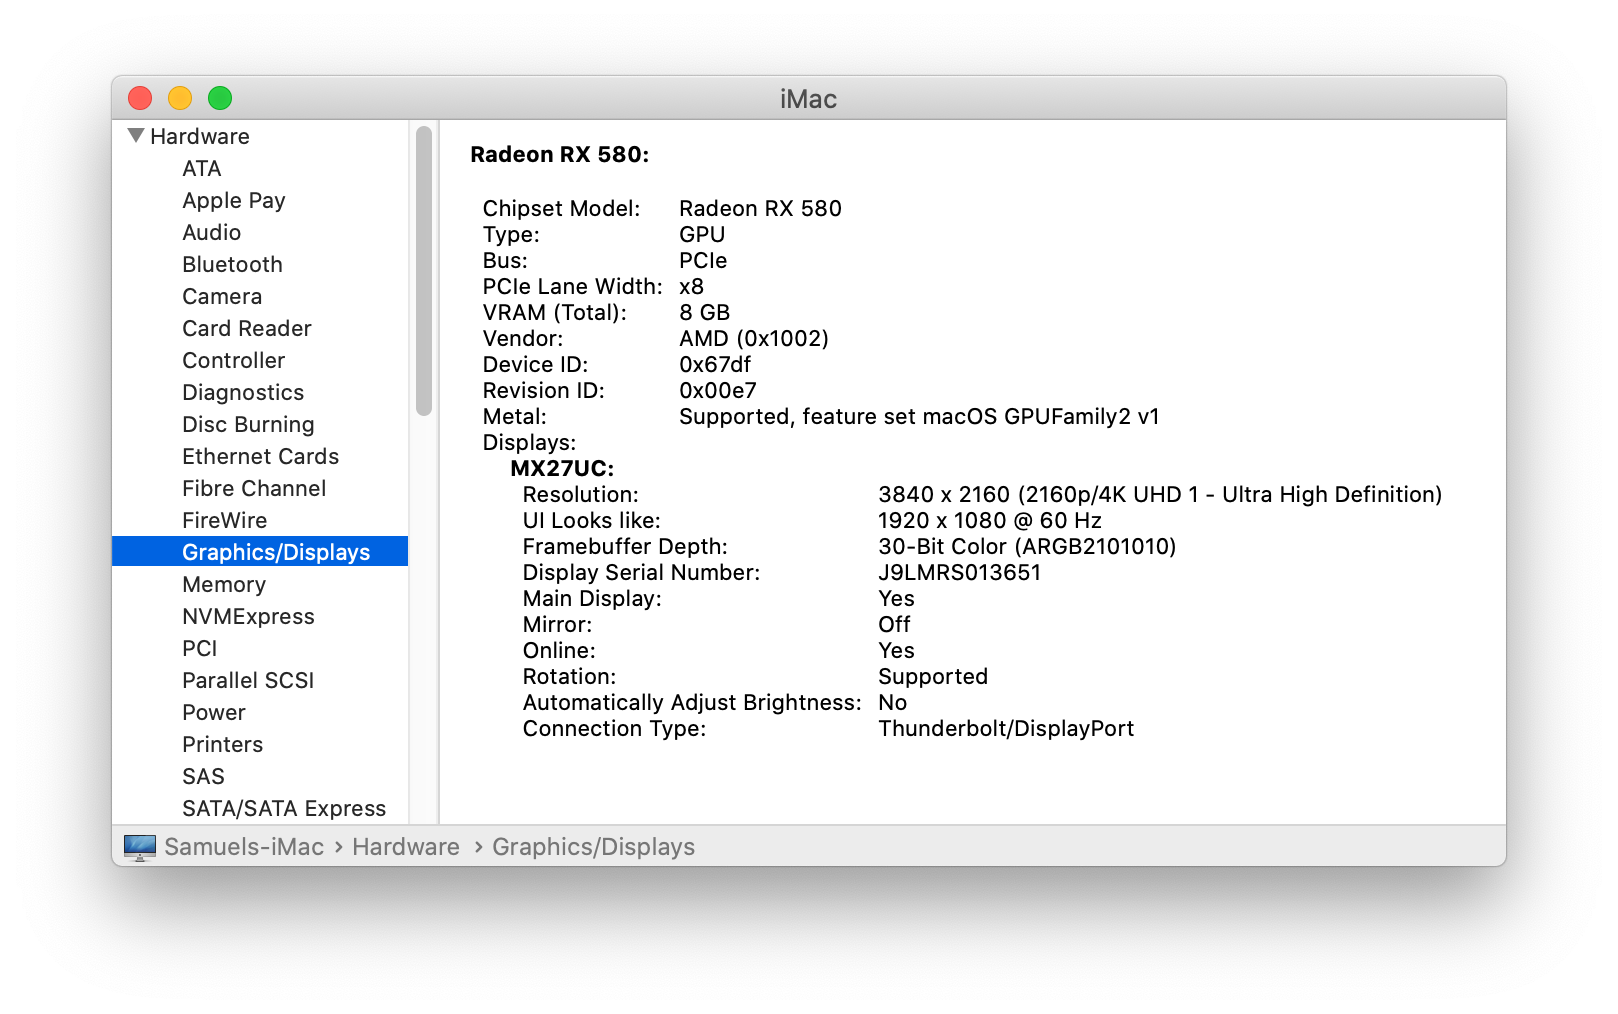 iMac
Hardware
ATA
Apple Pay
Audio
Bluetooth
Camera
Card Reader
Controller
Diagnostics
Disc Burning
Ethernet Cards
Fibre Channel
FireWire
Graphics/Displays
Memory
NVMExpress
PCI
Parallel SCSI
Power
Printers
SAS
SATA/SATA Express
Radeon RX 580:
Chipset Model: Radeon RX 580
Type: GPU
Bus: PCIe
PCIe Lane Width: x8
VRAM (Total): 8 GB
Vendor: AMD (0x1002)
Device ID: 0x67df
Revision ID: 0x00e7
Metal: Supported, feature set macOS GPUFamily2 v1
Displays:
MX27UC:
Resolution: 3840 x 2160 (2160p/4K UHD 1 - Ultra High Definition)
UI Looks like: 1920 x 1080 @ 60 Hz
Framebuffer Depth: 30-Bit Color (ARGB2101010)
Display Serial Number: J9LMRS013651
Main Display: Yes
Mirror: Off
Online: Yes
Rotation: Supported
Automatically Adjust Brightness: No
Connection Type: Thunderbolt/DisplayPort
Samuels-iMac › Hardware › Graphics/Displays